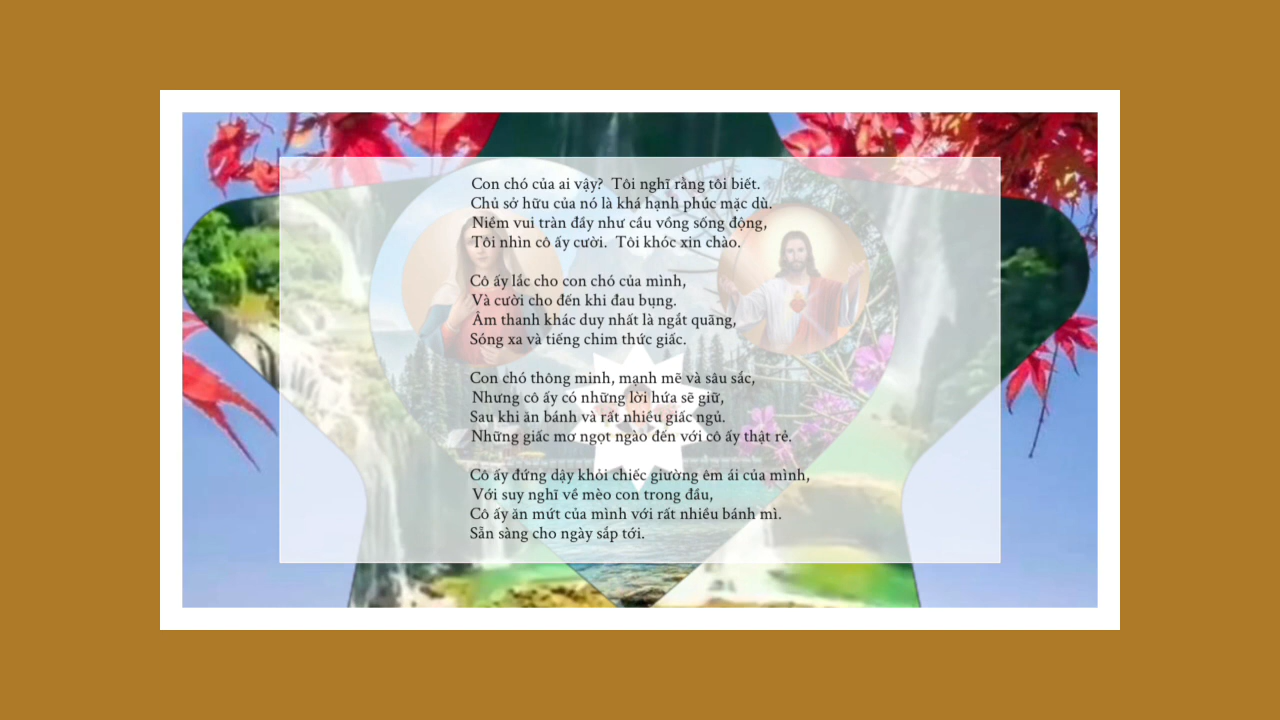 Con chó của ai vậy?  Tôi nghĩ rằng tôi biết.
Chủ sở hữu của nó là khá hạnh phúc mặc dù.
Niềm vui tràn đầy như cầu vồng sống động,
Tôi nhìn cô ấy cười.  Tôi khóc xin chào.

Cô ấy lắc cho con chó của mình,
Và cười cho đến khi đau bụng.
Âm thanh khác duy nhất là ngắt quãng,
Sóng xa và tiếng chim thức giấc.

Con chó thông minh, mạnh mẽ và sâu sắc,
Nhưng cô ấy có những lời hứa sẽ giữ,
Sau khi ăn bánh và rất nhiều giấc ngủ.
Những giấc mơ ngọt ngào đến với cô ấy thật rẻ.

Cô ấy đứng dậy khỏi chiếc giường êm ái của mình,
Với suy nghĩ về mèo con trong đầu,
Cô ấy ăn mứt của mình với rất nhiều bánh mì.
Sẵn sàng cho ngày sắp tới.